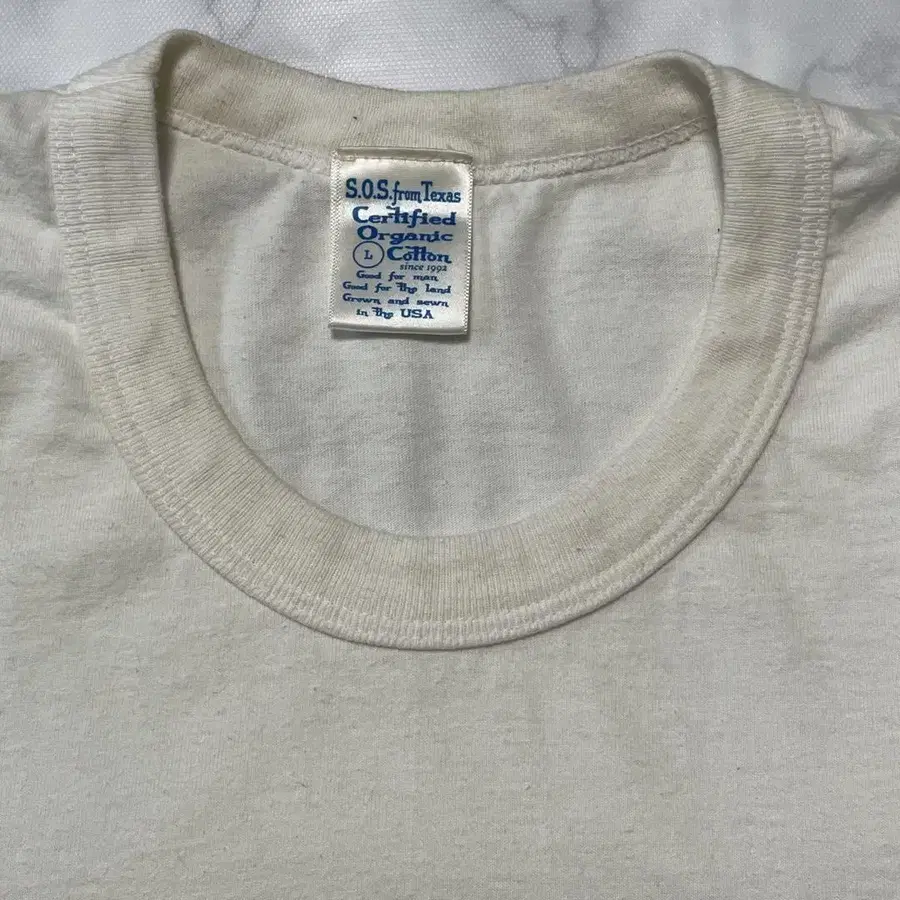 S.O.S. from Texas
Certified
Organic
L Cotton
since 1992
Good for man
Good for the land
Grown and sewn
in the USA